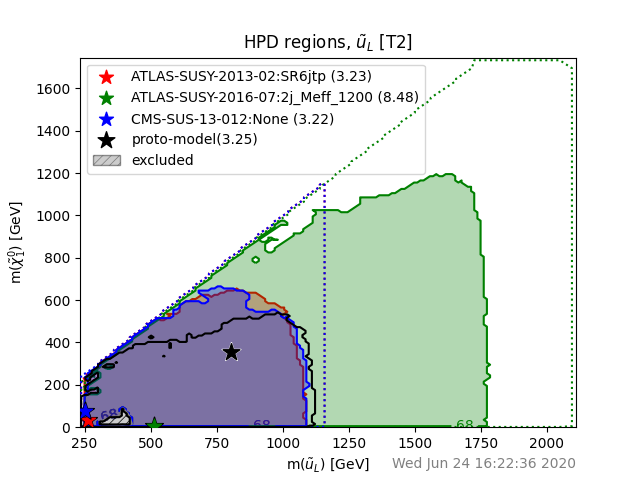 HPD regions, ũ_L [T2]
ATLAS-SUSY-2013-02:SR6jtp (3.23)
ATLAS-SUSY-2016-07:2j_Meff_1200 (8.48)
CMS-SUS-13-012:None (3.22)
proto-model(3.25)
excluded
1600
1400
1200
1000
800
600
400
200
0
m(χ̃⁰₁) [GeV]
.68
.68
.68
250 500 750 1000 1250 1500 1750 2000
m(ũ_L) [GeV]
Wed Jun 24 16:22:36 2020